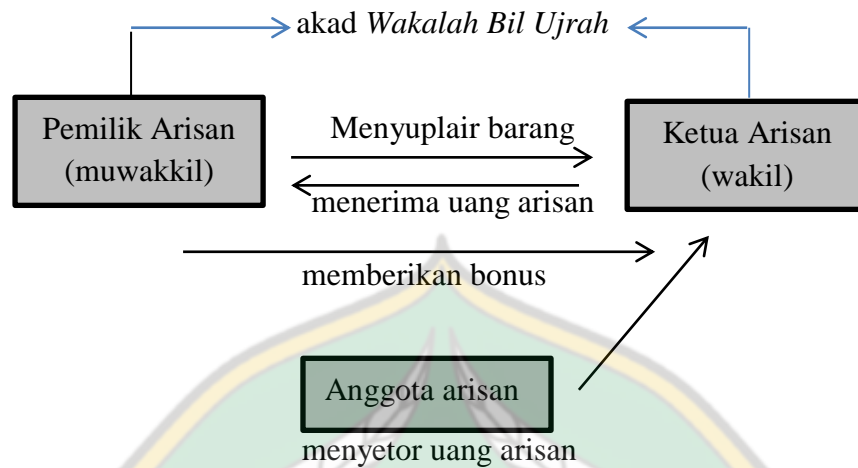 akad Wakalah Bil Ujrah
Pemilik Arisan
(muwakkil)
Menyuplair barang
menerima uang arisan
Ketua Arisan
(wakil)
memberikan bonus
Anggota arisan
menyetor uang arisan